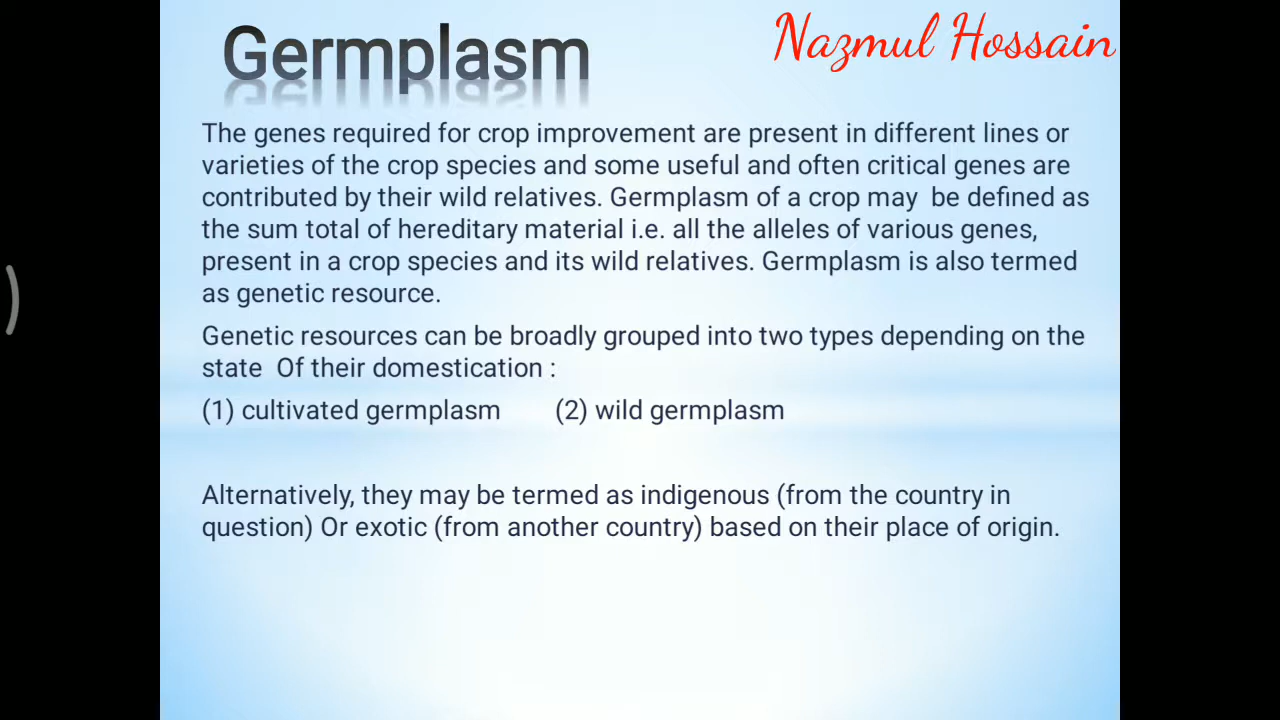 Germplasm
Nazmul Hossain
The genes required for crop improvement are present in different lines or
varieties of the crop species and some useful and often critical genes are
contributed by their wild relatives. Germplasm of a crop may  be defined as
the sum total of hereditary material i.e. all the alleles of various genes,
present in a crop species and its wild relatives. Germplasm is also termed
as genetic resource.
Genetic resources can be broadly grouped into two types depending on the
state  Of their domestication :
(1) cultivated germplasm        (2) wild germplasm
Alternatively, they may be termed as indigenous (from the country in
question) Or exotic (from another country) based on their place of origin.